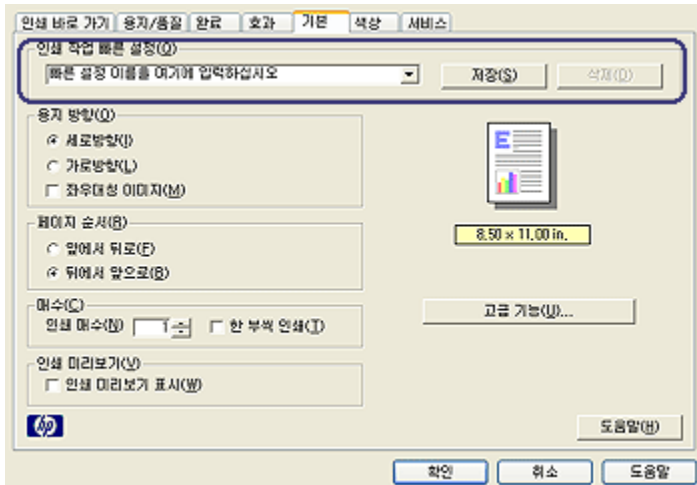 인쇄 바로 가기 용지/품질 완료 효과 기본 색상 서비스
인쇄 작업 빠른 설정(O)
빠른 설정 이름을 여기에 입력하십시오 저장(S) 삭제(D)
용지 방향(O)
세로방향(I)
가로방향(L)
좌우대칭 이미지(M)
E
8.50 × 11.00 in.
페이지 순서(R)
앞에서 뒤로(F)
뒤에서 앞으로(B)
매수(C)
인쇄 매수(N) 1 한 부씩 인쇄(T)
고급 기능(U)...
인쇄 미리보기(V)
인쇄 미리보기 표시(W)
hp 도움말(H)
확인 취소 도움말